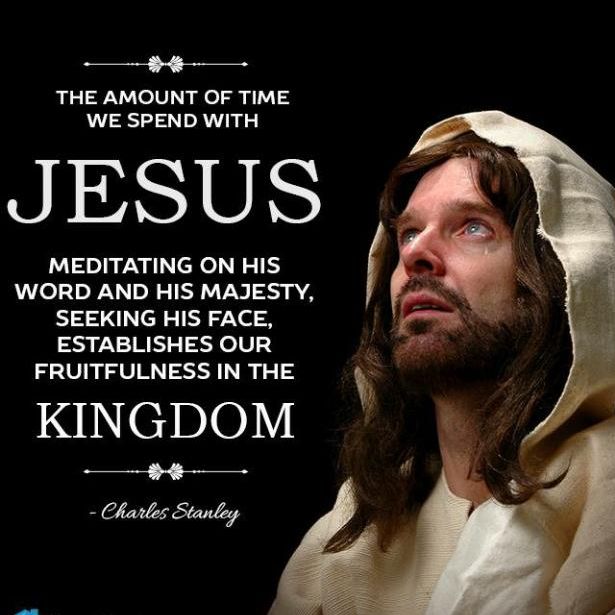 THE AMOUNT OF TIME
WE SPEND WITH
JESUS
MEDITATING ON HIS
WORD AND HIS MAJESTY,
SEEKING HIS FACE,
ESTABLISHES OUR
FRUITFULNESS IN THE
KINGDOM
- Charles Stanley